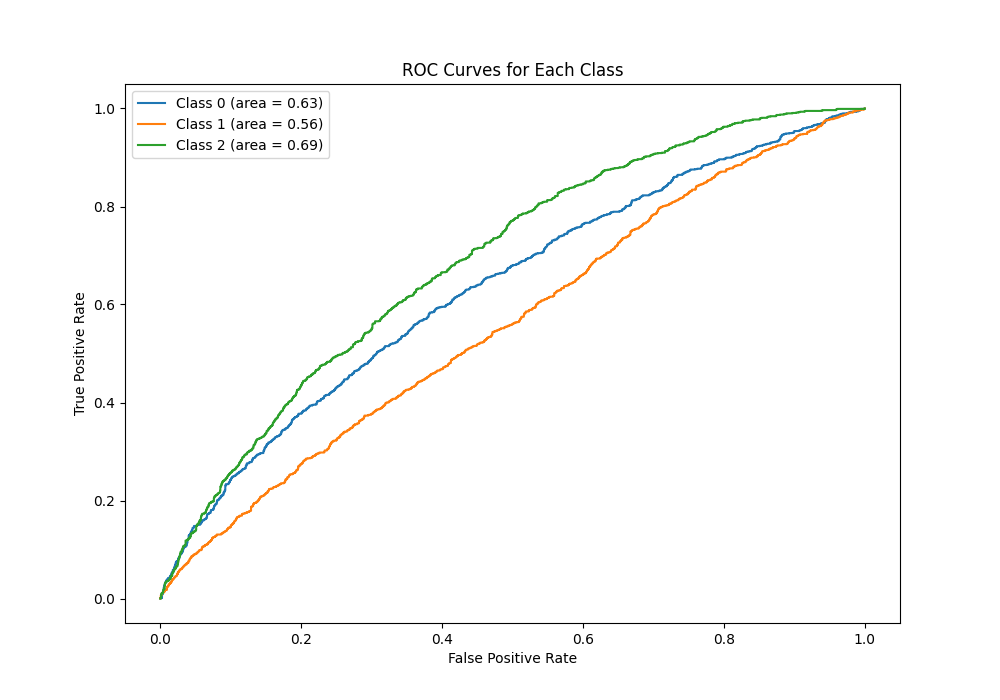 ROC Curves for Each Class
Class 0 (area = 0.63)
Class 1 (area = 0.56)
Class 2 (area = 0.69)
True Positive Rate
1.0
0.8
0.6
0.4
0.2
0.0
0.0 0.2 0.4 0.6 0.8 1.0
False Positive Rate